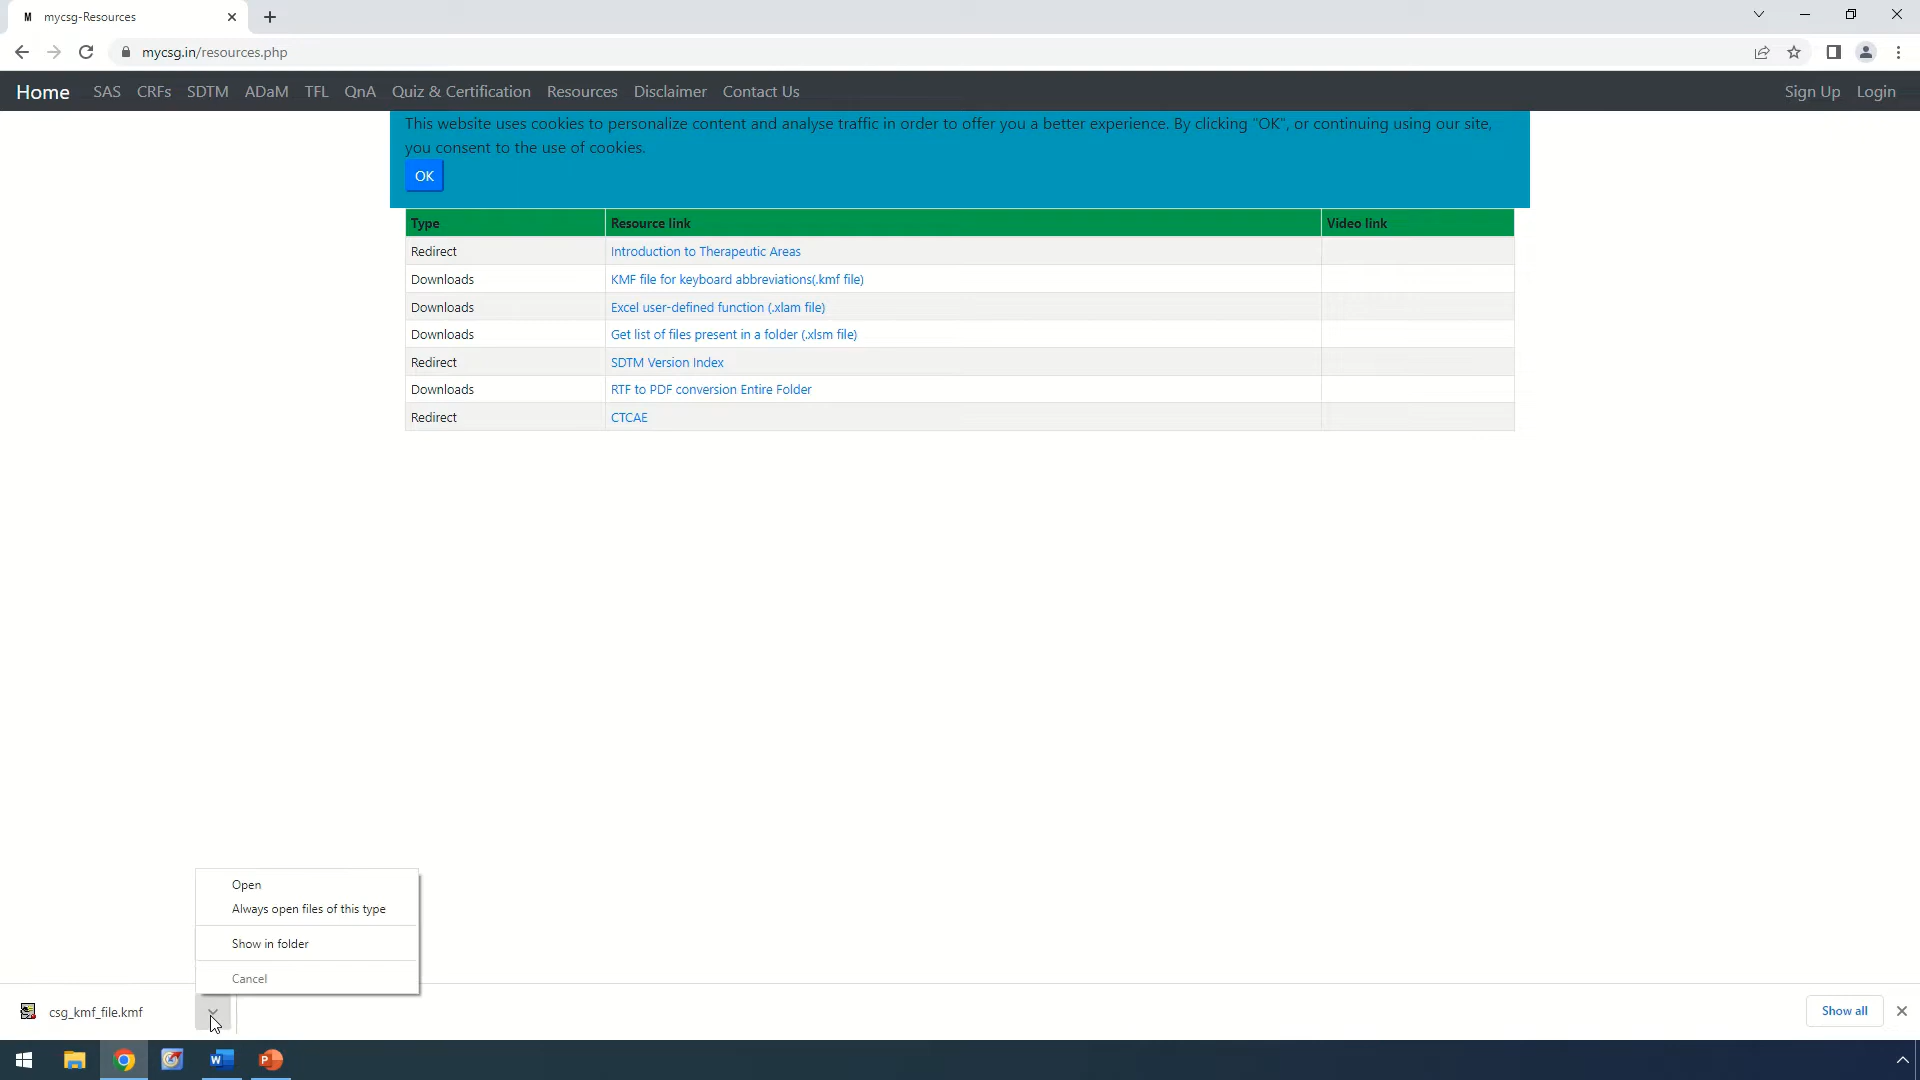 M mycsg-Resources
mycsg.in/resources.php
Home SAS CRFs SDTM ADaM TFL QnA Quiz & Certification Resources Disclaimer Contact Us Sign Up Login
This website uses cookies to personalize content and analyse traffic in order to offer you a better experience. By clicking "OK", or continuing using our site,
you consent to the use of cookies.
OK
Type Resource link Video link
Redirect Introduction to Therapeutic Areas
Downloads KMF file for keyboard abbreviations(.kmf file)
Downloads Excel user-defined function (.xlam file)
Downloads Get list of files present in a folder (.xlsm file)
Redirect SDTM Version Index
Downloads RTF to PDF conversion Entire Folder
Redirect CTCAE
Open
Always open files of this type
Show in folder
Cancel
csg_kmf_file.kmf Show all
W P